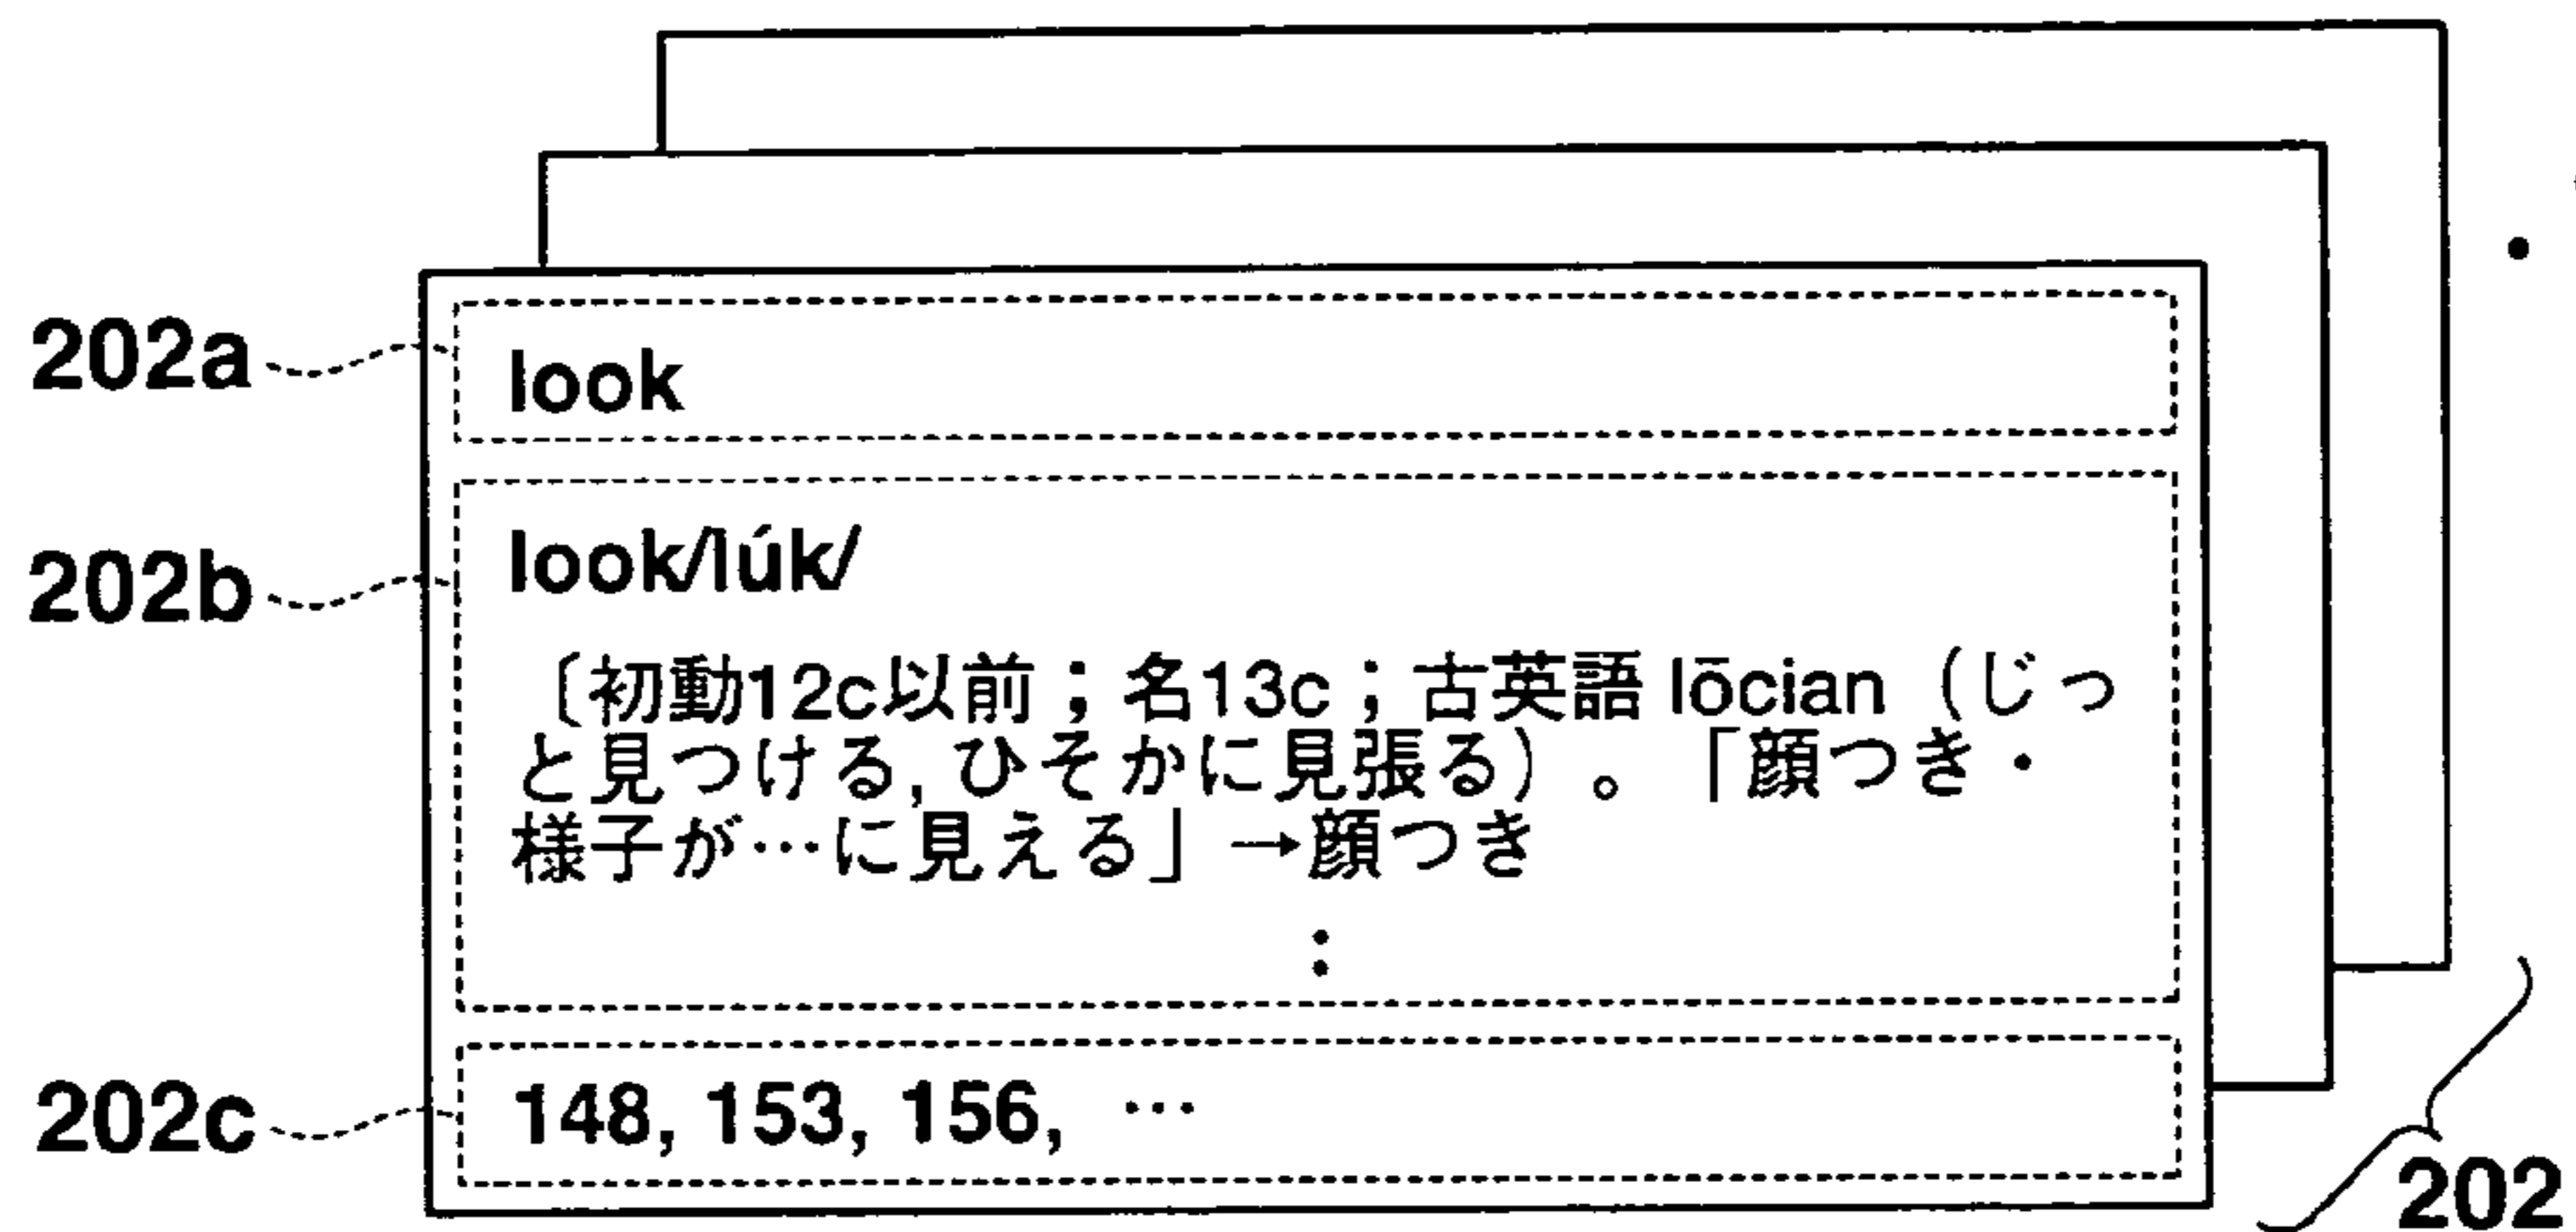 202a
look
202b
look/lúk/
〔初動12c以前；名13c；古英語 lōcian（じっ
と見つける,ひそかに見張る）。「顔つき・
様子が…に見える」→顔つき
:
202c
148, 153, 156, …
202